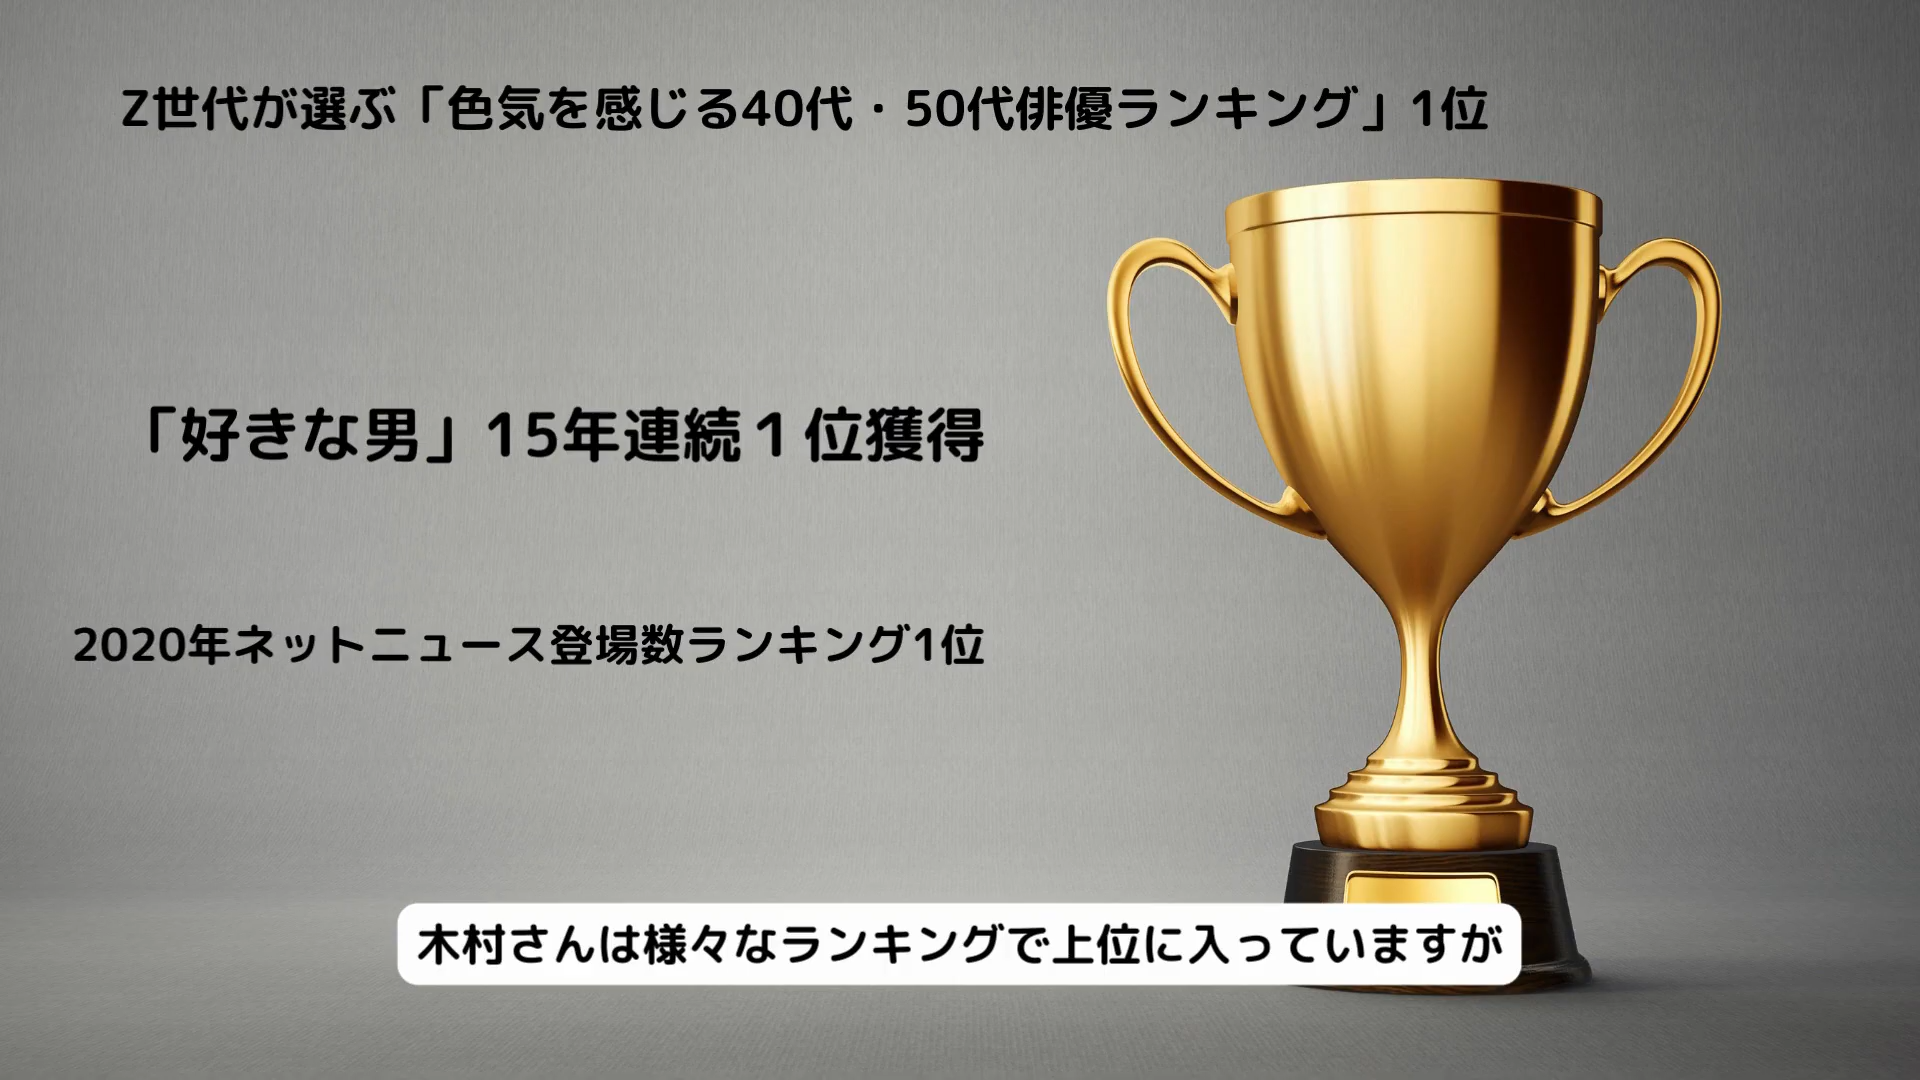 Z世代が選ぶ「色気を感じる40代・50代俳優ランキング」1位
「好きな男」15年連続１位獲得
2020年ネットニュース登場数ランキング1位
木村さんは様々なランキングで上位に入っていますが